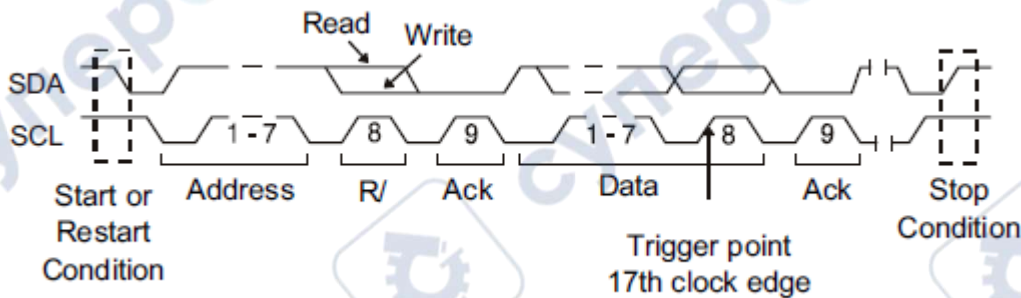 Read
Write
SDA
SCL
1 - 7
8
9
1 - 7
8
9
Address
R/
Ack
Data
Ack
Start or
Restart
Condition
Stop
Condition
Trigger point
17th clock edge
cynep